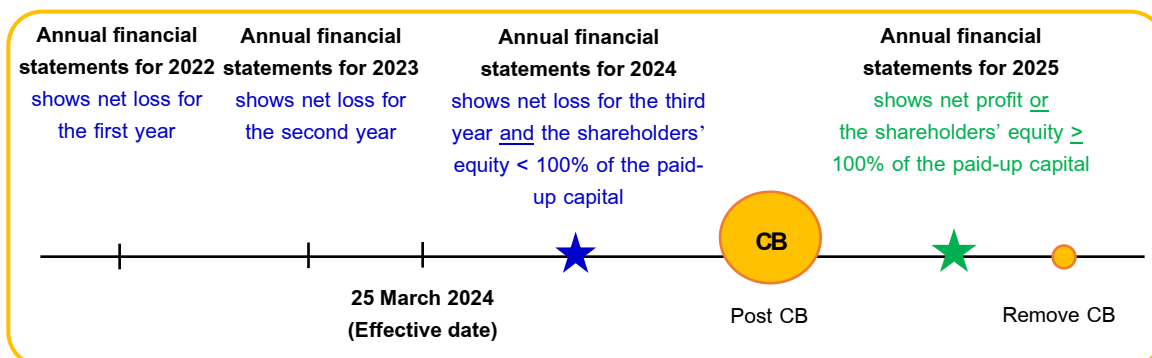 Annual financial
statements for 2022
shows net loss for
the first year
Annual financial
statements for 2023
shows net loss for
the second year
Annual financial
statements for 2024
shows net loss for the third
year and the shareholders’
equity < 100% of the paid-
up capital
Annual financial
statements for 2025
shows net profit or
the shareholders’ equity ≥
100% of the paid-up capital
CB
25 March 2024
(Effective date)
Post CB
Remove CB